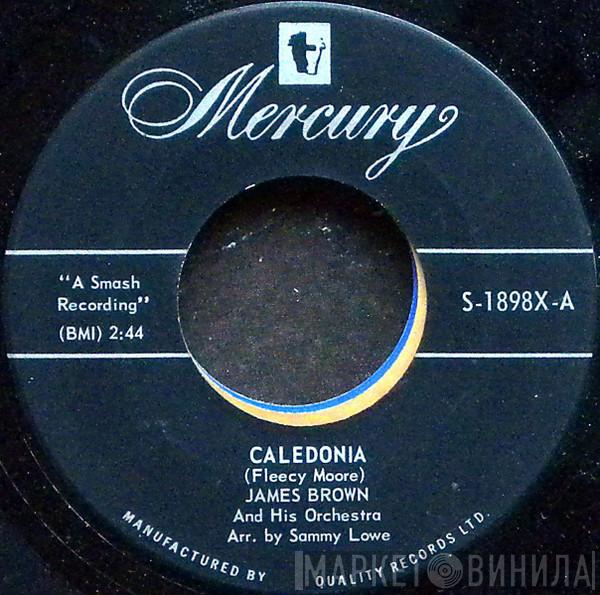 Mercury
"A Smash
Recording"
(BMI) 2:44
S-1898X-A
CALEDONIA
(Fleecy Moore)
JAMES BROWN
And His Orchestra
Arr. by Sammy Lowe
MANUFACTURED BY QUALITY RECORDS LTD.
МАРКЕТ ВИНИЛА